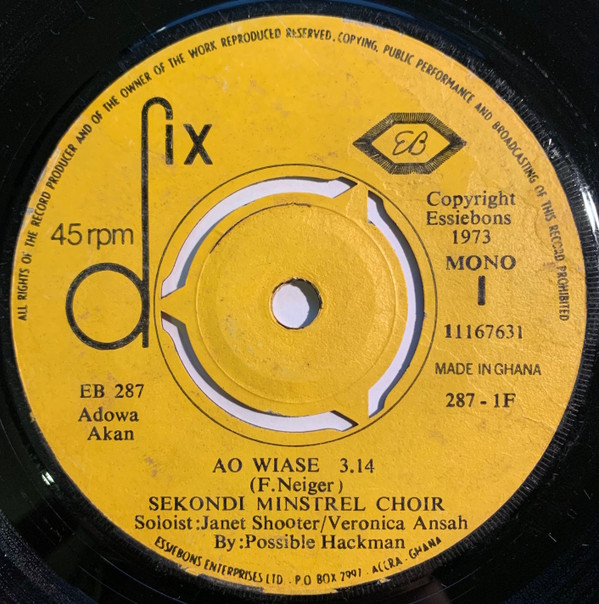 ALL RIGHTS OF THE RECORD PRODUCER AND OF THE OWNER OF THE WORK REPRODUCED RESERVED. COPYING, PUBLIC PERFORMANCE AND BROADCASTING OF THIS RECORD PROHIBITED
dix
EB
45 rpm
Copyright
Essiebons
1973
MONO
I
11167631
MADE IN GHANA
287 - 1F
EB 287
Adowa
Akan
AO WIASE 3.14
(F.Neiger)
SEKONDI MINSTREL CHOIR
Soloist:Janet Shooter/Veronica Ansah
By:Possible Hackman
ESSIEBONS ENTERPRISES LTD · P O BOX 7997 . ACCRA. GHANA